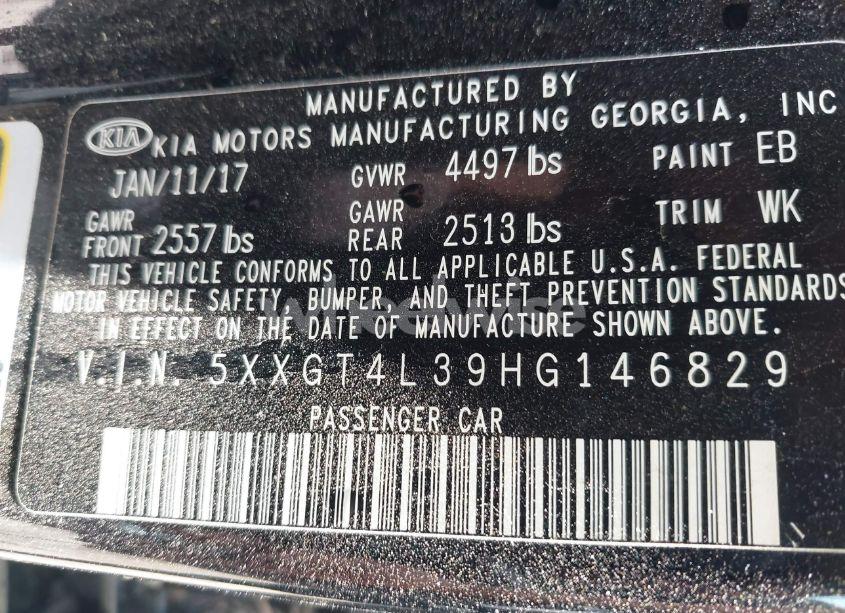 MANUFACTURED BY
KIA KIA MOTORS MANUFACTURING GEORGIA, INC
JAN/11/17 GVWR 4497 lbs PAINT EB
GAWR FRONT 2557 lbs GAWR REAR 2513 lbs TRIM WK
THIS VEHICLE CONFORMS TO ALL APPLICABLE U.S.A. FEDERAL
MOTOR VEHICLE SAFETY, BUMPER, AND THEFT PREVENTION STANDARDS
IN EFFECT ON THE DATE OF MANUFACTURE SHOWN ABOVE.
wheelwise
V.I.N. 5XXGT4L39HG146829
PASSENGER CAR